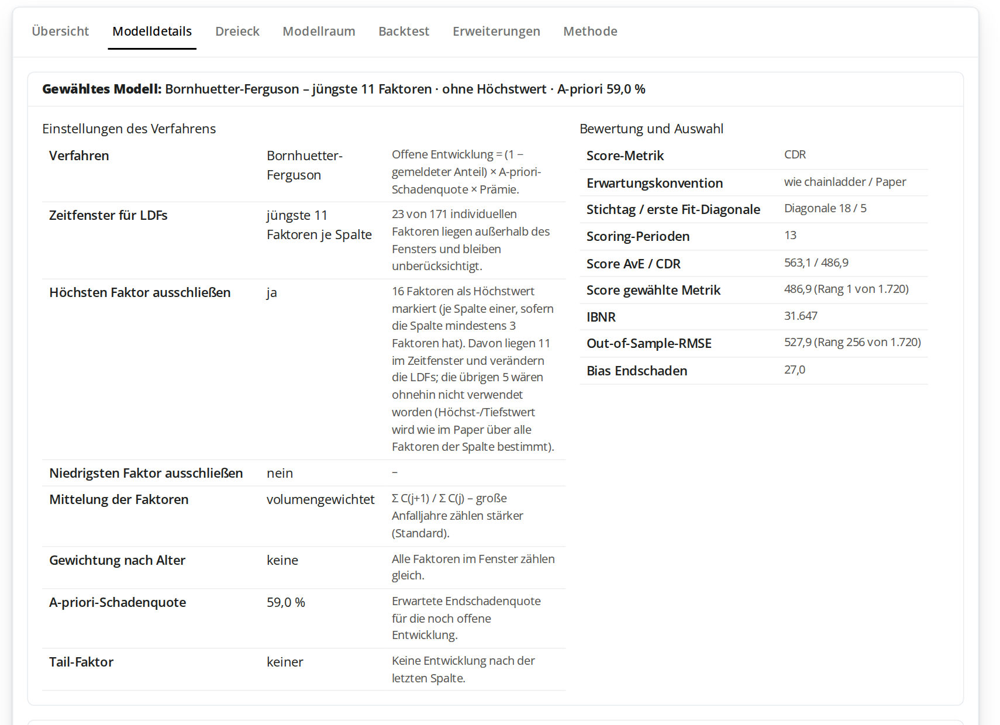 Übersicht Modelldetails Dreieck Modellraum Backtest Erweiterungen Methode
Gewähltes Modell: Bornhuetter-Ferguson – jüngste 11 Faktoren · ohne Höchstwert · A-priori 59,0 %
Einstellungen des Verfahrens
Verfahren
Bornhuetter-
Ferguson
Offene Entwicklung = (1 −
gemeldeter Anteil) × A-priori-
Schadenquote × Prämie.
Zeitfenster für LDFs
jüngste 11
Faktoren je Spalte
23 von 171 individuellen
Faktoren liegen außerhalb des
Fensters und bleiben
unberücksichtigt.
Höchsten Faktor ausschließen
ja
16 Faktoren als Höchstwert
markiert (je Spalte einer, sofern
die Spalte mindestens 3
Faktoren hat). Davon liegen 11
im Zeitfenster und verändern
die LDFs; die übrigen 5 wären
ohnehin nicht verwendet
worden (Höchst-/Tiefstwert
wird wie im Paper über alle
Faktoren der Spalte bestimmt).
Niedrigsten Faktor ausschließen
nein
–
Mittelung der Faktoren
volumengewichtet
Σ C(j+1) / Σ C(j) – große
Anfalljahre zählen stärker
(Standard).
Gewichtung nach Alter
keine
Alle Faktoren im Fenster zählen
gleich.
A-priori-Schadenquote
59,0 %
Erwartete Endschadenquote
für die noch offene
Entwicklung.
Tail-Faktor
keiner
Keine Entwicklung nach der
letzten Spalte.
Bewertung und Auswahl
Score-Metrik CDR
Erwartungskonvention wie chainladder / Paper
Stichtag / erste Fit-Diagonale Diagonale 18 / 5
Scoring-Perioden 13
Score AvE / CDR 563,1 / 486,9
Score gewählte Metrik 486,9 (Rang 1 von 1.720)
IBNR 31.647
Out-of-Sample-RMSE 527,9 (Rang 256 von 1.720)
Bias Endschaden 27,0